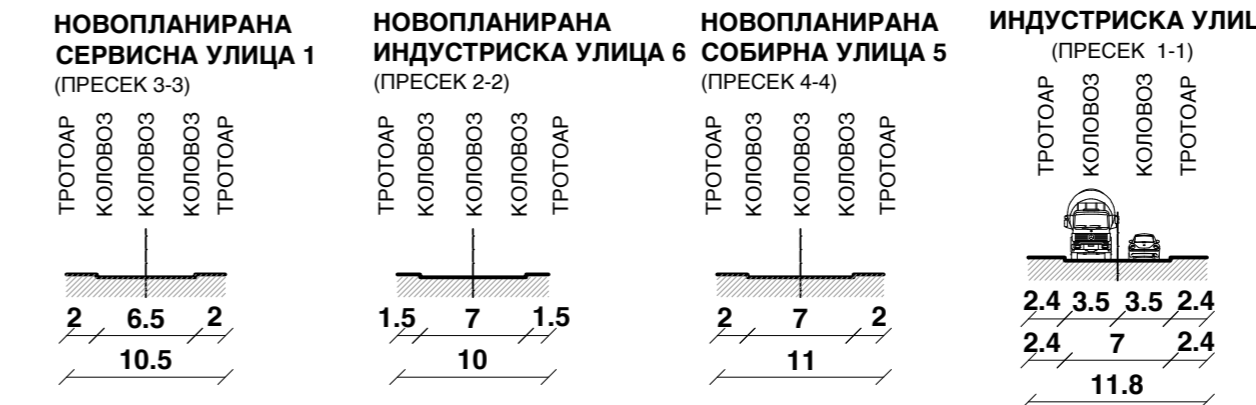 НОВОПЛАНИРАНА
СЕРВИСНА УЛИЦА 1
(ПРЕСЕК 3-3)
ТРОТОАР
КОЛОВОЗ
КОЛОВОЗ
КОЛОВОЗ
ТРОТОАР
2 6.5 2
10.5
НОВОПЛАНИРАНА
ИНДУСТРИСКА УЛИЦА 6
(ПРЕСЕК 2-2)
ТРОТОАР
КОЛОВОЗ
КОЛОВОЗ
КОЛОВОЗ
ТРОТОАР
1.5 7 1.5
10
НОВОПЛАНИРАНА
СОБИРНА УЛИЦА 5
(ПРЕСЕК 4-4)
ТРОТОАР
КОЛОВОЗ
КОЛОВОЗ
КОЛОВОЗ
ТРОТОАР
2 7 2
11
ИНДУСТРИСКА
(ПРЕСЕК 1-1)
ТРОТОАР
КОЛОВОЗ
КОЛОВОЗ
ТРОТОАР
2.4 3.5 3.5 2.4
2.4 7 2.4
11.8